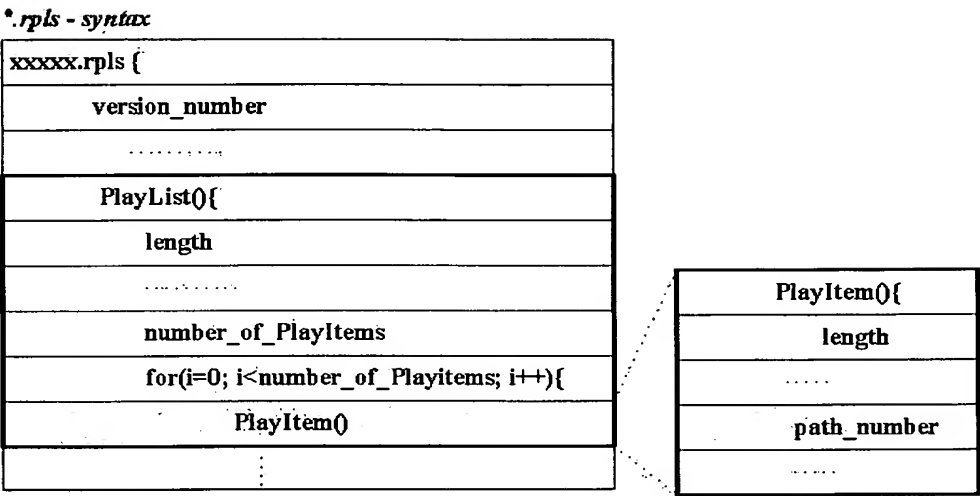 *.rpls - syntax
xxxxx.rpls {
version_number
..........
PlayList(){
length
..........
number_of_PlayItems
for(i=0; i<number_of_Playitems; i++){
PlayItem()
PlayItem(){
length
.....
path_number
.....